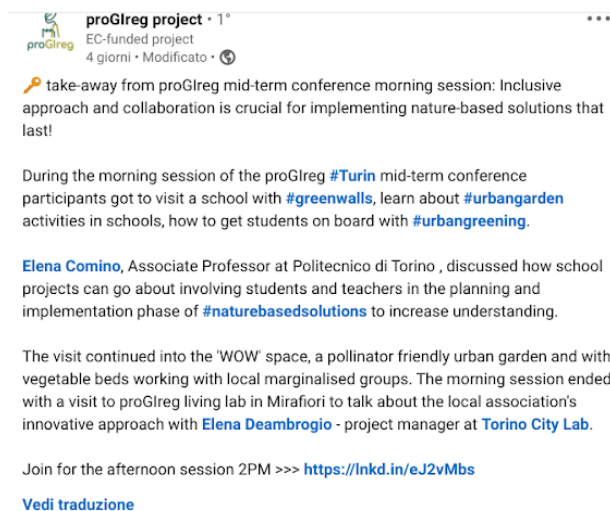 proGIreg
proGIreg project • 1°
EC-funded project
4 giorni • Modificato •
take-away from proGIreg mid-term conference morning session: Inclusive
approach and collaboration is crucial for implementing nature-based solutions that
last!
During the morning session of the proGIreg #Turin mid-term conference
participants got to visit a school with #greenwalls, learn about #urbangarden
activities in schools, how to get students on board with #urbangreening.
Elena Comino, Associate Professor at Politecnico di Torino , discussed how school
projects can go about involving students and teachers in the planning and
implementation phase of #naturebasedsolutions to increase understanding.
The visit continued into the 'WOW' space, a pollinator friendly urban garden and with
vegetable beds working with local marginalised groups. The morning session ended
with a visit to proGIreg living lab in Mirafiori to talk about the local association's
innovative approach with Elena Deambrogio - project manager at Torino City Lab.
Join for the afternoon session 2PM >>> https://lnkd.in/eJ2vMbs
Vedi traduzione